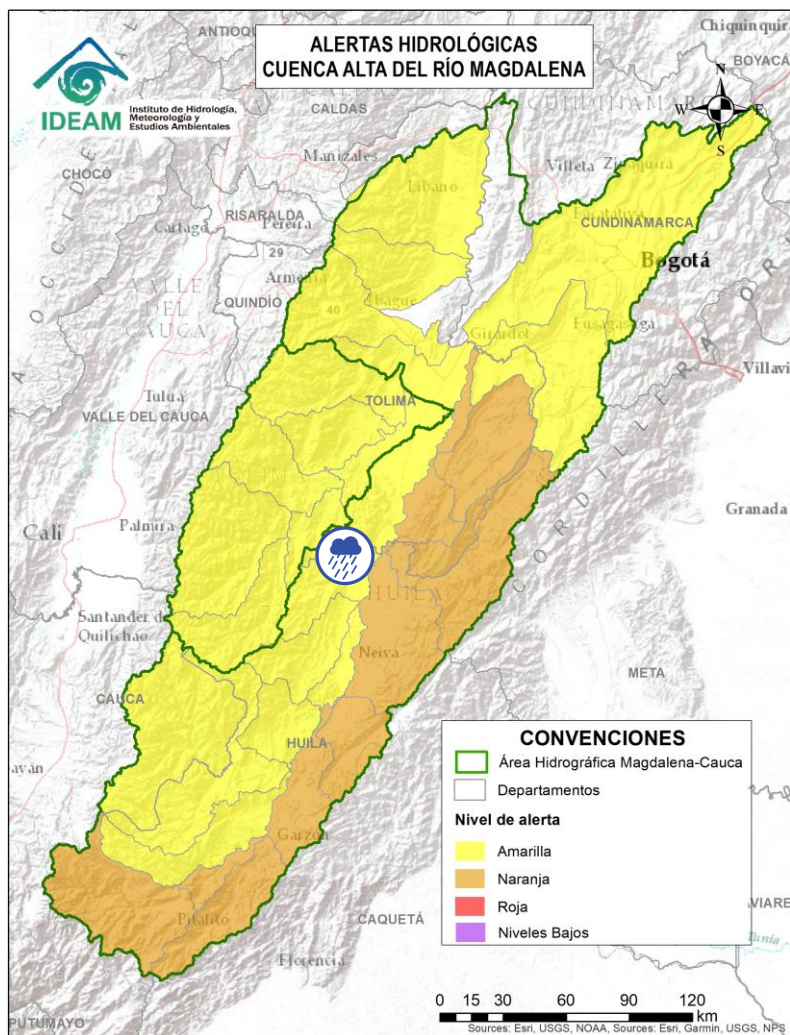 ALERTAS HIDROLÓGICAS
CUENCA ALTA DEL RÍO MAGDALENA
IDEAM
Instituto de Hidrología,
Meteorología y
Estudios Ambientales
Chiquinquirá
BOYACÁ
CALDAS
N
W
E
S
Manizales
Líbano
Villeta
Zipaquirá
CHOCÓ
RISARALDA
Pereira
Cartago
CUNDINAMARCA
Bogotá
29
Armenia
QUINDÍO
40
Ibagué
VALLE
DEL
CAUCA
Girardot
Fusagasugá
Villavi
Tuluá
TOLIMA
VALLE DEL CAUCA
CORDILLERA
Granada
Cali
Palmira
HUILA
Santander de
Quilichao
Neiva
META
CAUCA
HUILA
Garzón
Pitalito
CAQUETÁ
Florencia
PUTUMAYO
Tunía
CONVENCIONES
Área Hidrográfica Magdalena-Cauca
Departamentos
Nivel de alerta
Amarilla
Naranja
Roja
Niveles Bajos
0 15 30 60 90 120
km
Sources: Esri, USGS, NOAA, Sources: Esri, Garmin, USGS, NPS